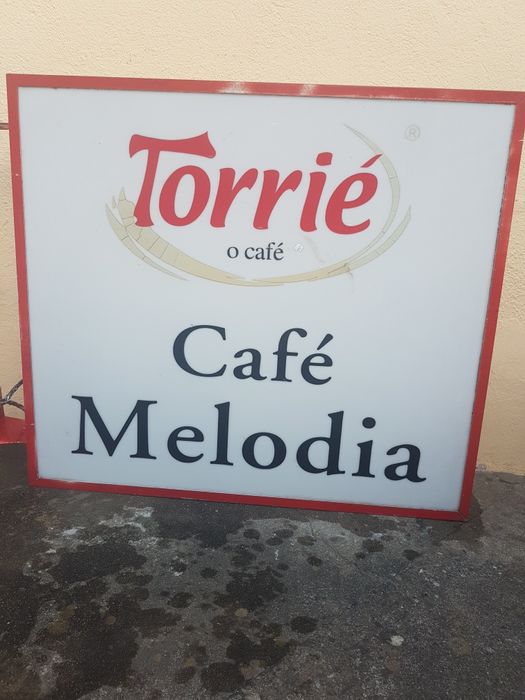 Torrié
®
o café
Café
Melodia